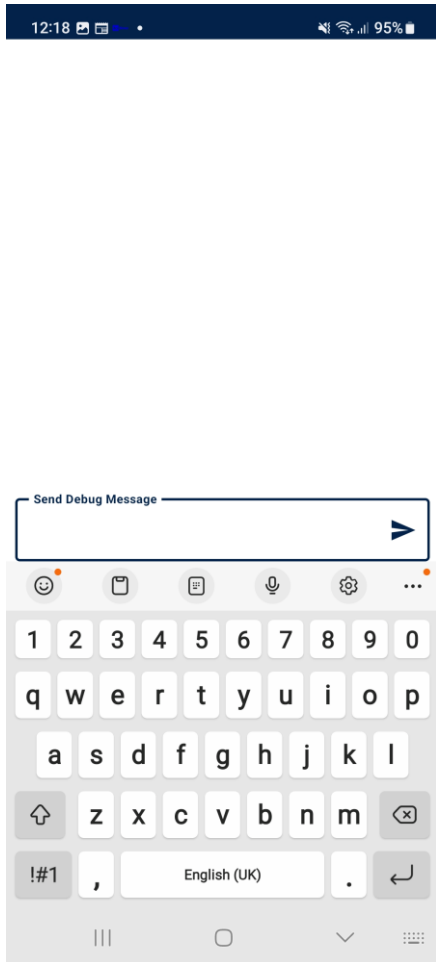 12:18 95%
Send Debug Message
1 2 3 4 5 6 7 8 9 0
q w e r t y u i o p
a s d f g h j k l
z x c v b n m
!#1 , English (UK) .